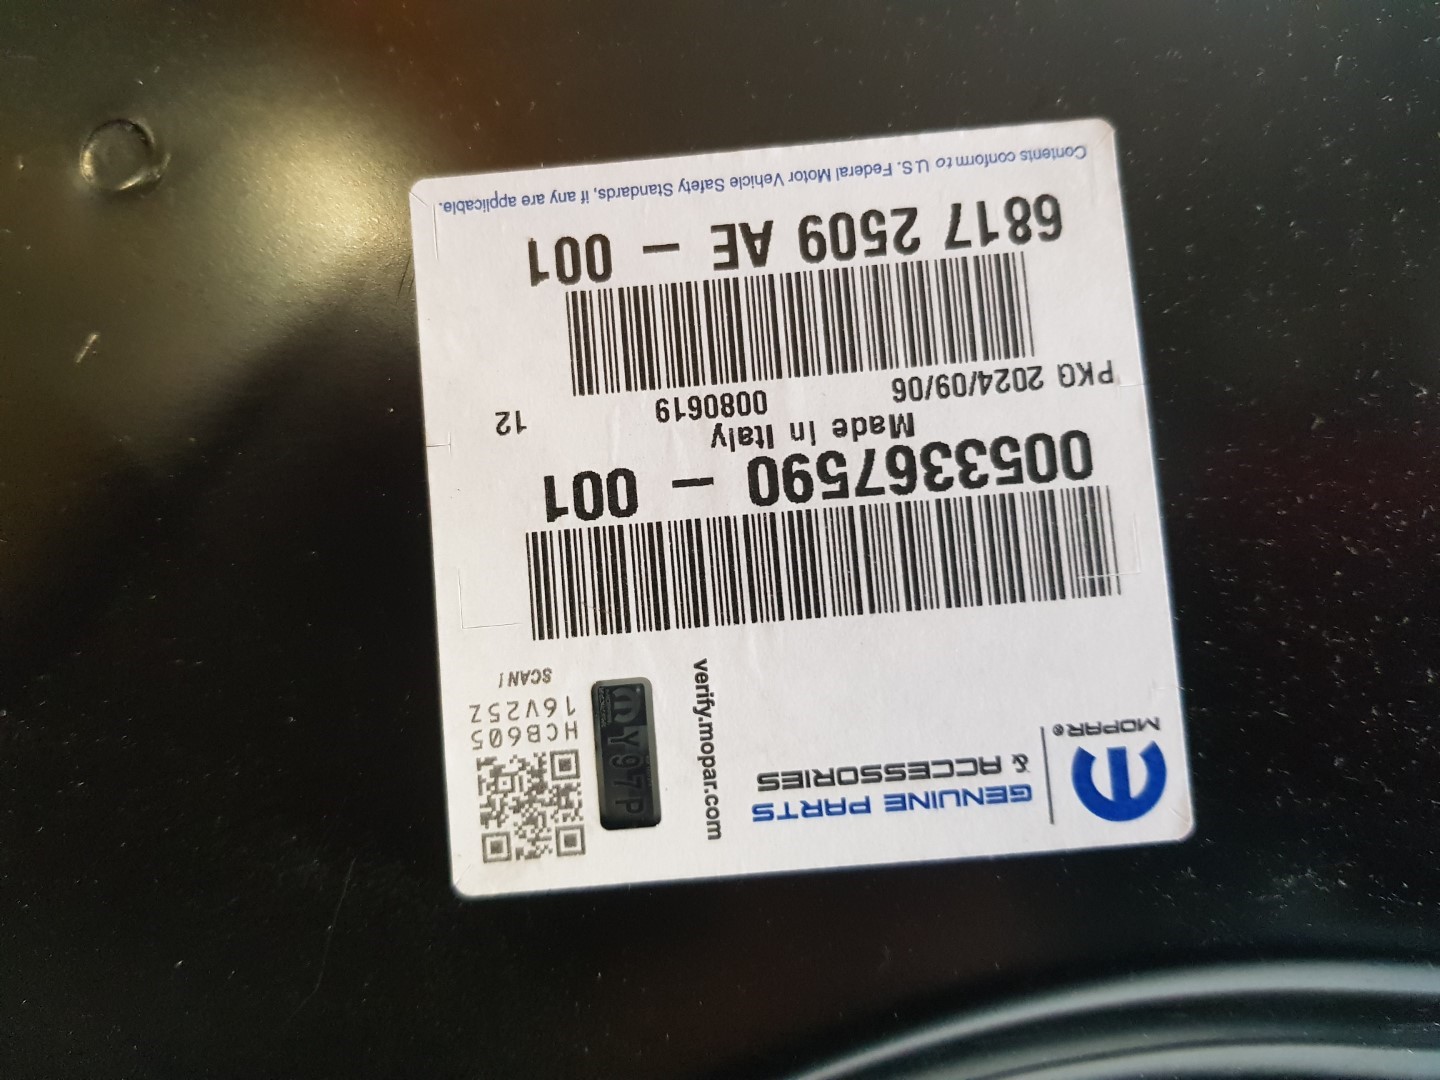 MOPAR®
GENUINE PARTS
& ACCESSORIES
verify.mopar.com
Y97P
HCB605
16V25Z
SCAN!
0053367590 - 001
Made in Italy
PKG 2024/09/06 0080619 12
6817 2509 AE - 001
Contents conform to U.S. Federal Motor Vehicle Safety Standards, if any are applicable.